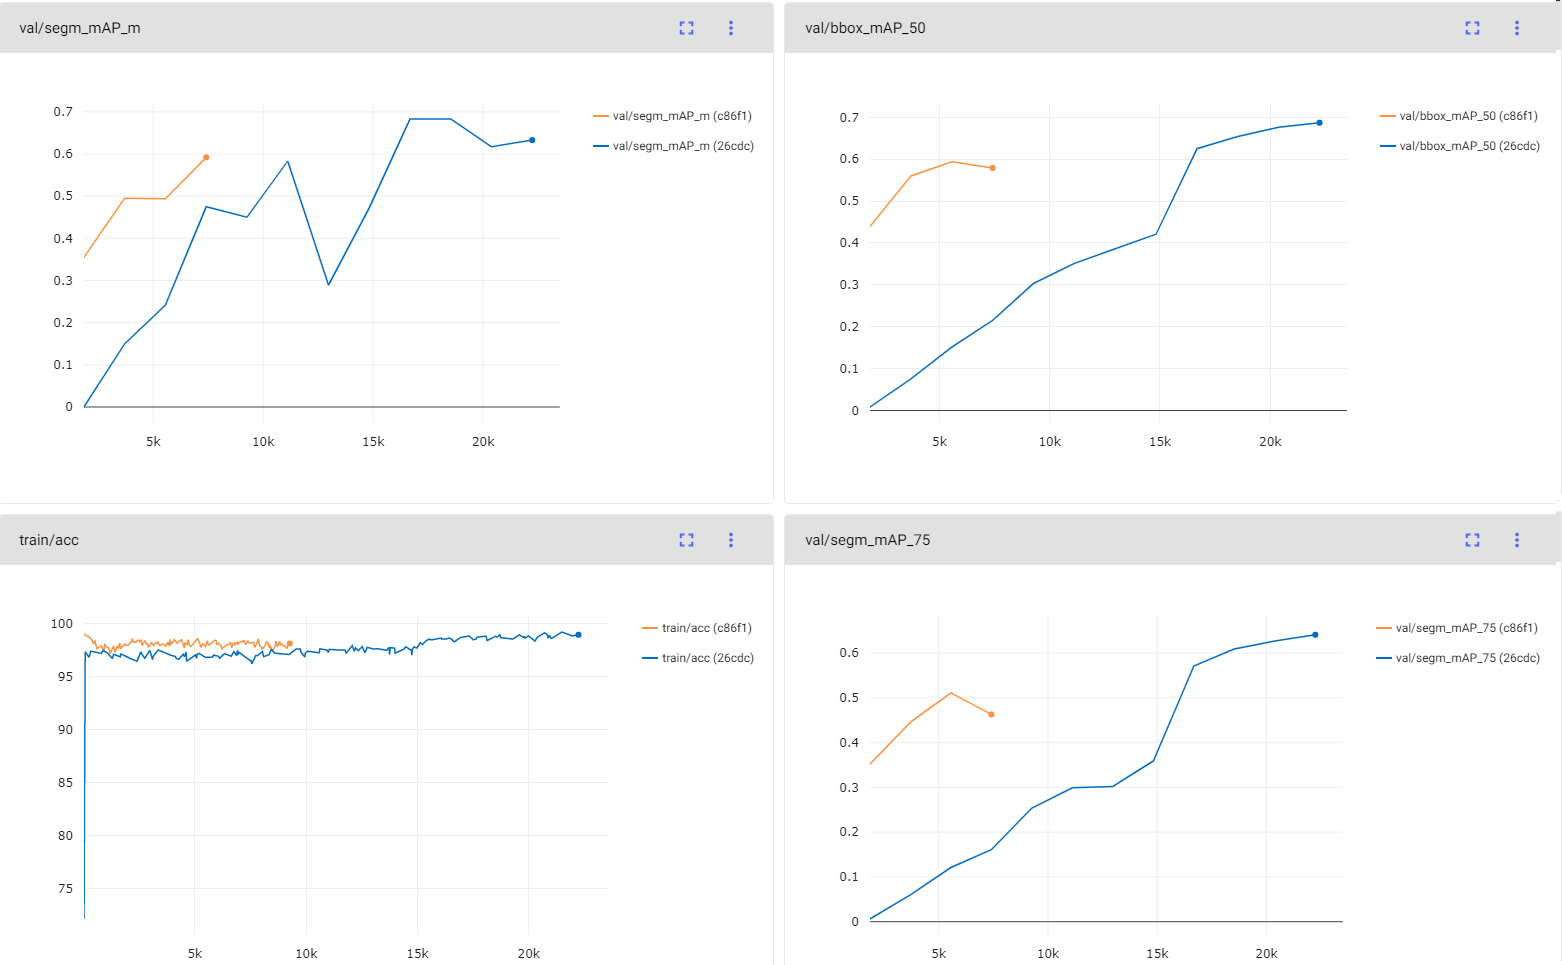 val/segm_mAP_m
0.7
0.6
0.5
0.4
0.3
0.2
0.1
0
5k
10k
15k
20k
val/segm_mAP_m (c86f1)
val/segm_mAP_m (26cdc)
val/bbox_mAP_50
0.7
0.6
0.5
0.4
0.3
0.2
0.1
0
5k
10k
15k
20k
val/bbox_mAP_50 (c86f1)
val/bbox_mAP_50 (26cdc)
train/acc
100
95
90
85
80
75
5k
10k
15k
20k
train/acc (c86f1)
train/acc (26cdc)
val/segm_mAP_75
0.6
0.5
0.4
0.3
0.2
0.1
0
5k
10k
15k
20k
val/segm_mAP_75 (c86f1)
val/segm_mAP_75 (26cdc)